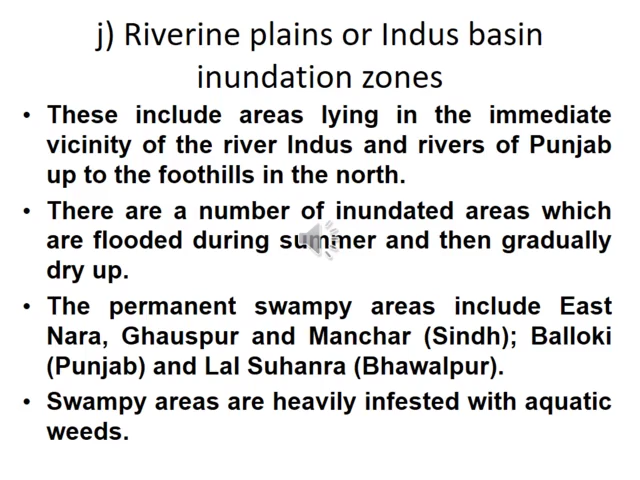 j) Riverine plains or Indus basin
inundation zones
• These include areas lying in the immediate
vicinity of the river Indus and rivers of Punjab
up to the foothills in the north.
• There are a number of inundated areas which
are flooded during summer and then gradually
dry up.
• The permanent swampy areas include East
Nara, Ghauspur and Manchar (Sindh); Balloki
(Punjab) and Lal Suhanra (Bhawalpur).
• Swampy areas are heavily infested with aquatic
weeds.